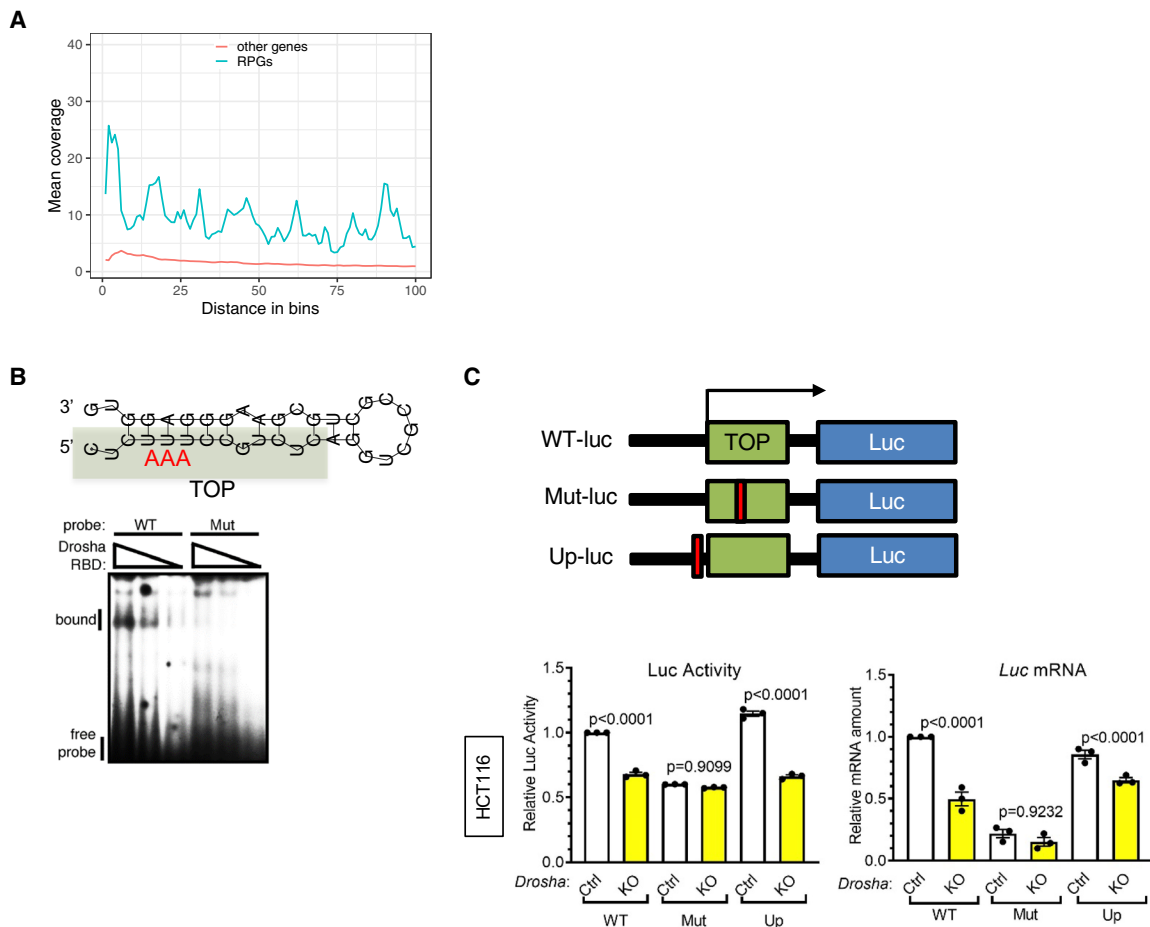 A
other genes
RPGs
Mean coverage
40
30
20
10
0
0 25 50 75 100
Distance in bins
B
3'
5'
AAA
TOP
probe: WT Mut
Drosha
RBD:
bound
free
probe
C
WT-luc TOP Luc
Mut-luc Luc
Up-luc Luc
HCT116
Luc Activity
Relative Luc Activity
1.5
1.0
0.5
0.0
p<0.0001
p=0.9099
p<0.0001
Drosha: Ctrl KO Ctrl KO Ctrl KO
WT Mut Up
Luc mRNA
Relative mRNA amount
1.5
1.0
0.5
0.0
p<0.0001
p=0.9232
p<0.0001
Drosha: Ctrl KO Ctrl KO Ctrl KO
WT Mut Up